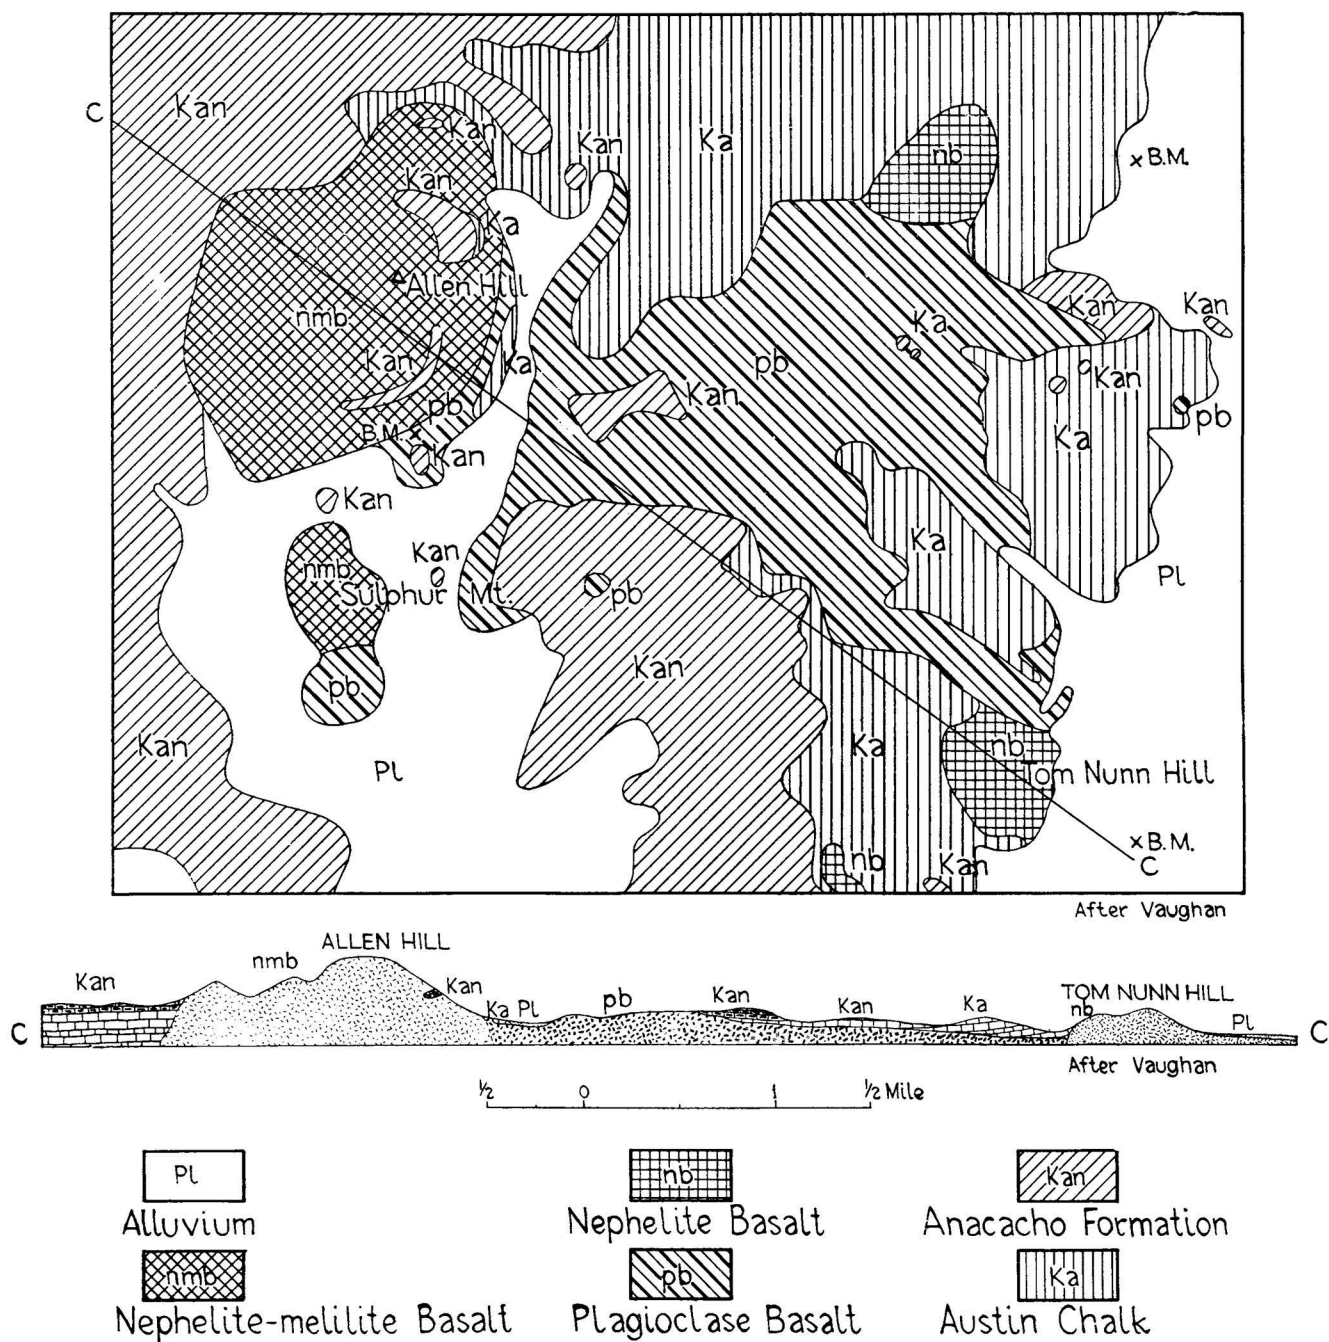 C
Kan
Kan
Kan
Ka
nb
x B.M.
Kan
Ka
Allen Hill
nmb
Kan
Kan
Ka
Ka
pb
Kan
Kan
Kan
pb
Ka
pb
B.M. x
Kan
Kan
Kan
Ka
Pl
nmb
Sulphur Mt.
pb
pb
Kan
Kan
Pl
Ka
nb
Tom Nunn Hill
x B.M.
C
nb
Kan
After Vaughan
ALLEN HILL
Kan nmb Kan Ka Pl pb Kan Kan Ka TOM NUNN HILL
nb Pl
C C
After Vaughan
½ 0 1 ½ Mile
Pl nb Kan
Alluvium Nephelite Basalt Anacacho Formation
nmb pb Ka
Nephelite-melilite Basalt Plagioclase Basalt Austin Chalk